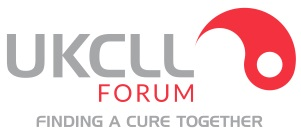 UKCLL
FORUM
FINDING A CURE TOGETHER